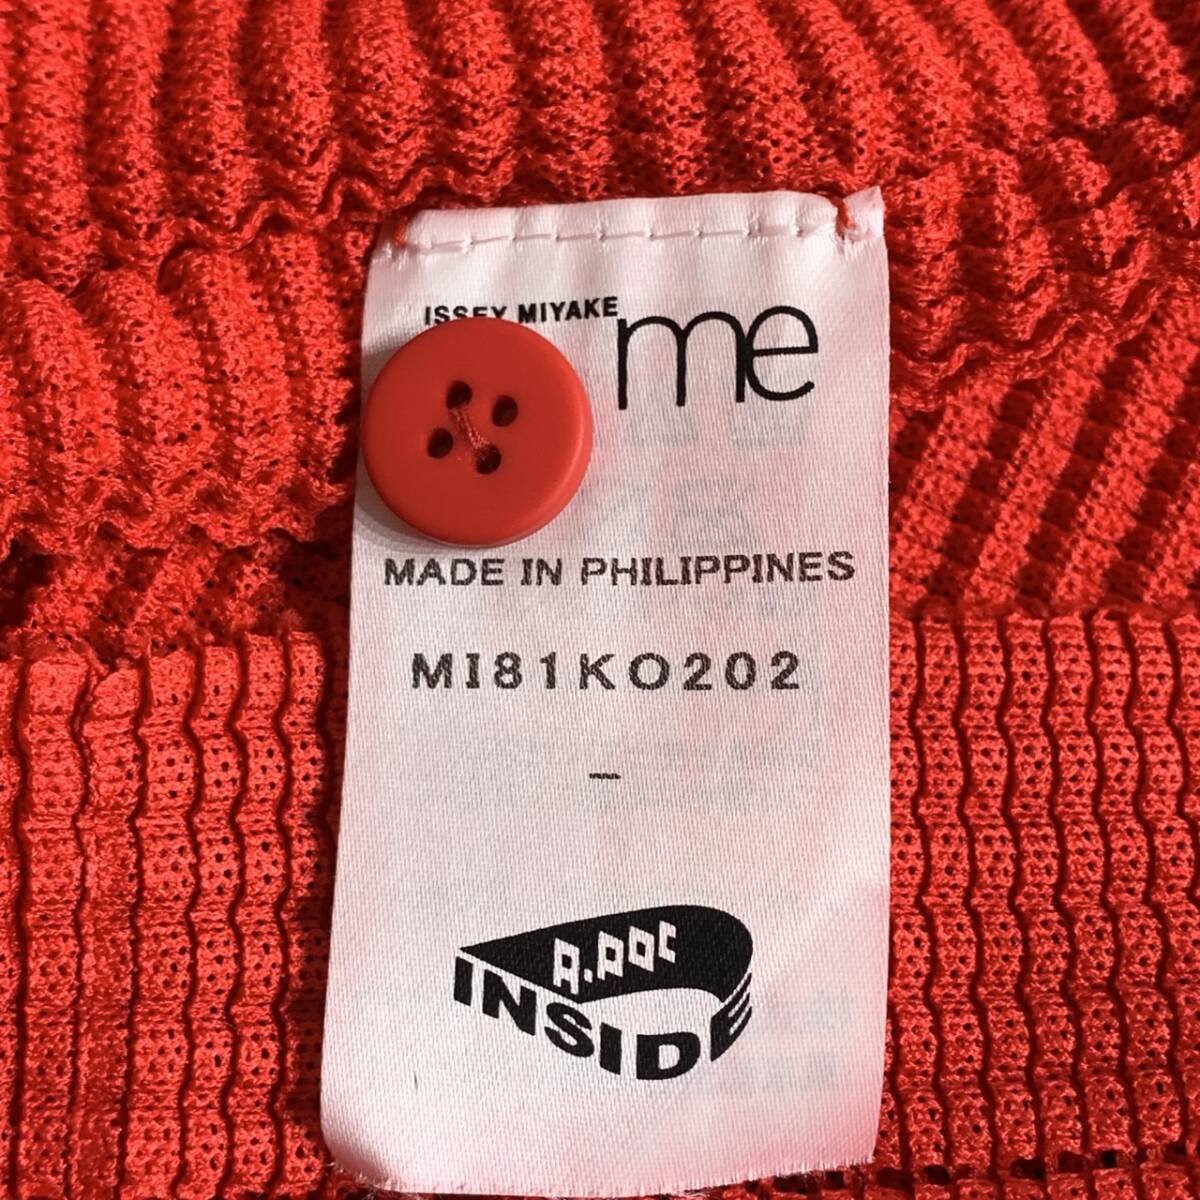 ISSEY MIYAKE
me
MADE IN PHILIPPINES
MI81KO202
–
A.POC
INSIDE